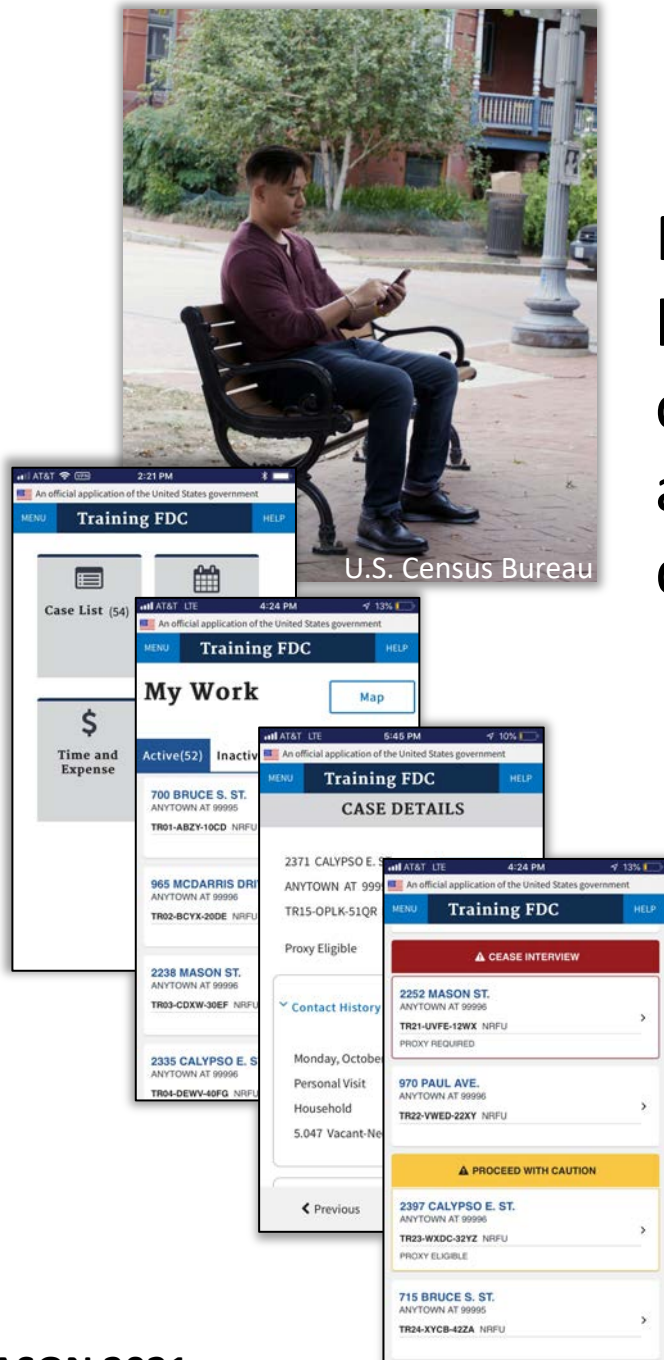 U.S. Census Bureau
AT&T VPN 2:21 PM
An official application of the United States government
MENU Training FDC HELP
Case List (54)
$
Time and
Expense
AT&T LTE 4:24 PM 13%
An official application of the United States government
MENU Training FDC HELP
My Work Map
Active(52)
700 BRUCE S. ST.
ANYTOWN AT 99995
TR01-ABZY-10CD NRFU
965 MCDARRIS
ANYTOWN AT 99996
TR02-BCYX-20DE NRFU
2238 MASON ST.
ANYTOWN AT 99996
TR03-CDXW-30EF NRFU
2335 CALYPSO E.
ANYTOWN AT 99996
TR04-DEWV-40FG NRFU
AT&T LTE 5:45 PM 10%
An official application of the United States government
MENU Training FDC HELP
CASE DETAILS
2371 CALYPSO E.
ANYTOWN AT
TR15-OPLK-51QR
Proxy Eligible
Contact History
Monday,
Personal Visit
Household
5.047
Previous
AT&T LTE 4:24 PM 13%
An official application of the United States government
MENU Training FDC HELP
CEASE INTERVIEW
2252 MASON ST.
ANYTOWN AT 99996
TR21-UVFE-12WX NRFU
PROXY REQUIRED
970 PAUL AVE.
ANYTOWN AT 99996
TR22-VWED-22XY NRFU
PROCEED WITH CAUTION
2397 CALYPSO E. ST.
ANYTOWN AT 99996
TR23-WXDC-32YZ NRFU
PROXY ELIGIBLE
715 BRUCE S. ST.
ANYTOWN AT 99995
TR24-XYCB-42ZA NRFU
2021